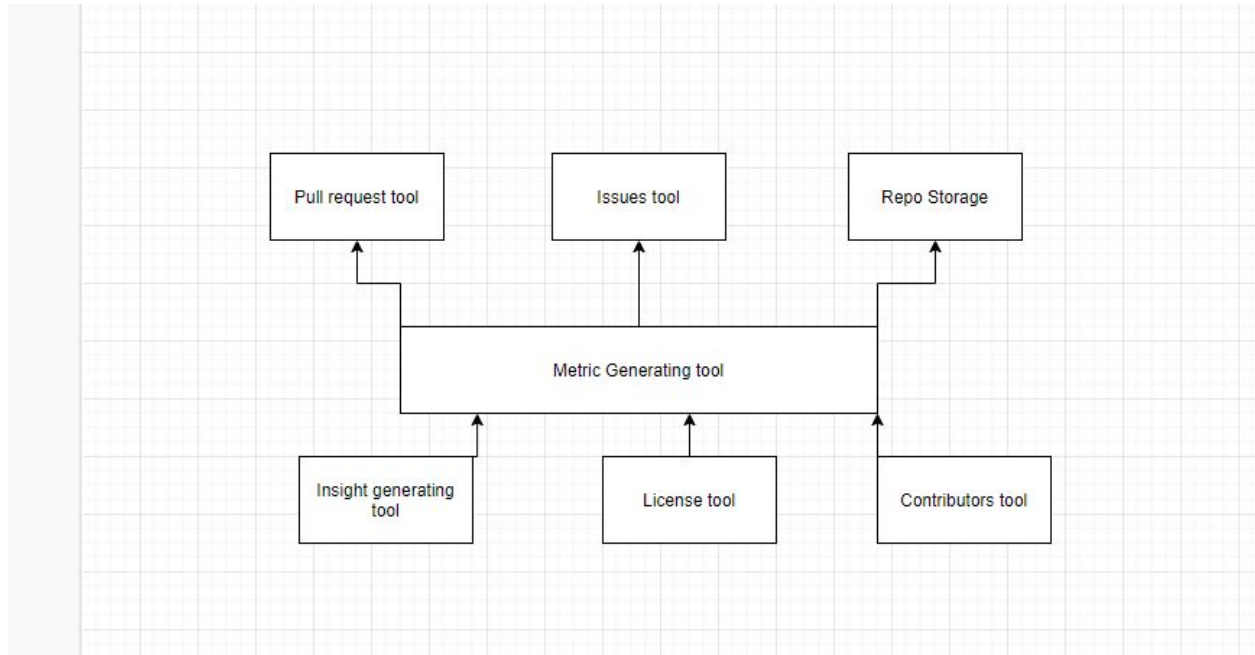 Pull request tool
Issues tool
Repo Storage
Metric Generating tool
Insight generating
tool
License tool
Contributors tool